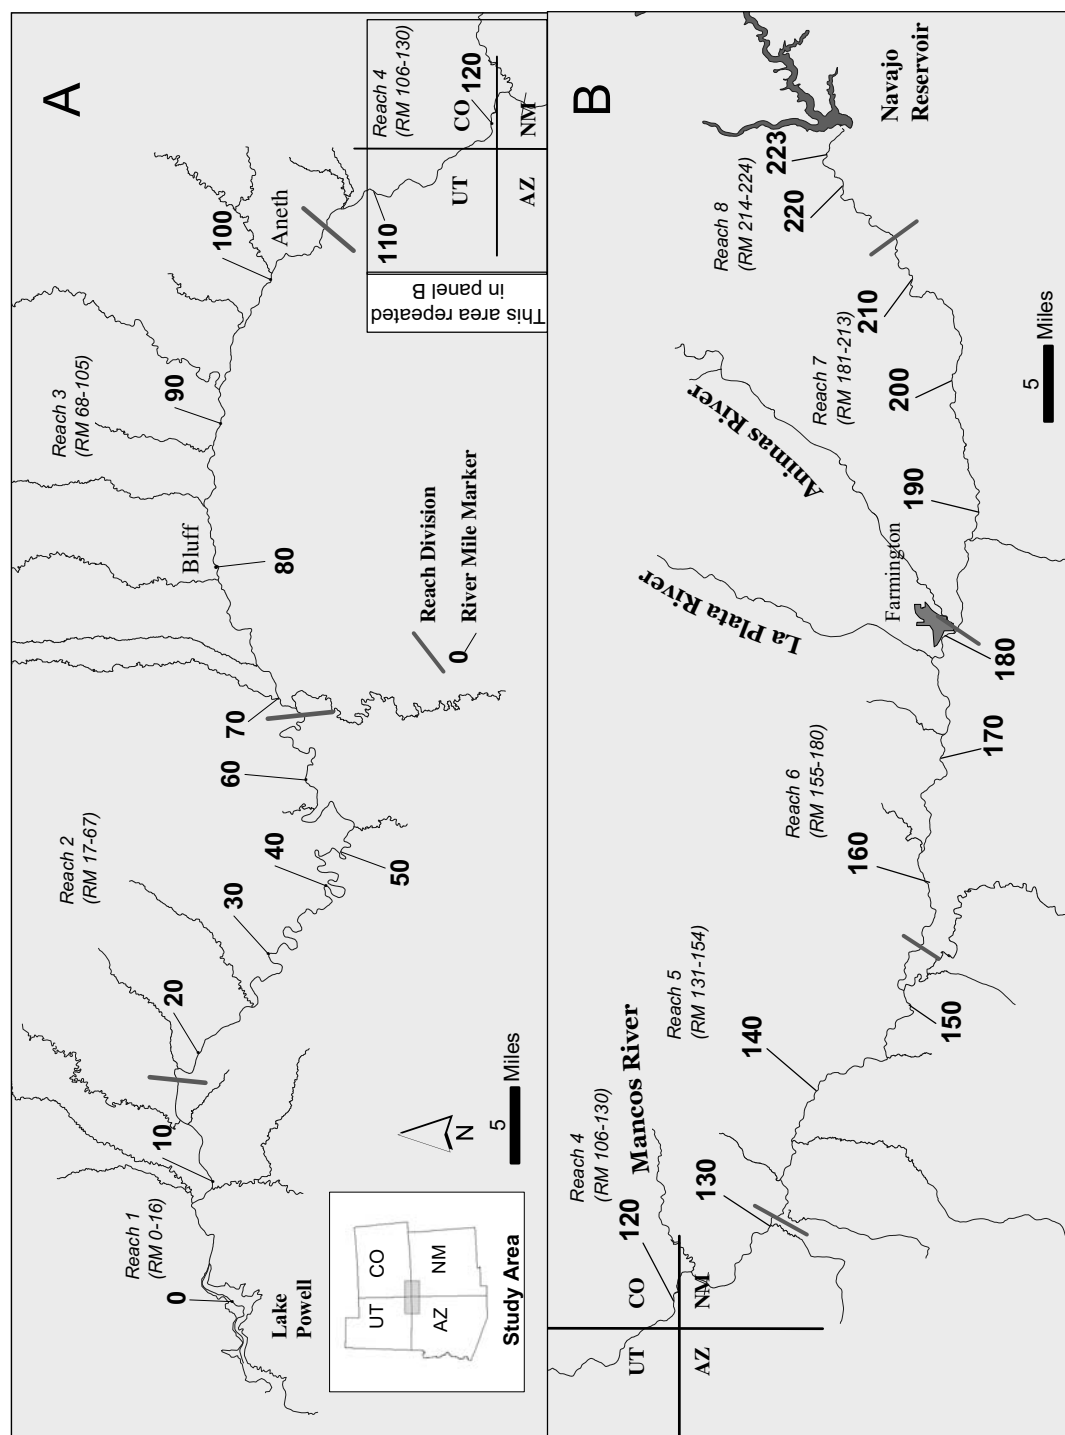 A
Reach 1
(RM 0-16)
0
Lake
Powell
10
20
Reach 2
(RM 17-67)
30
40
50
60
70
80
Bluff
Reach 3
(RM 68-105)
90
100
Aneth
110
Reach 4
(RM 106-130)
120
UT
CO
AZ
NM
This area repeated
in panel B
Reach Division
0
River Mile Marker
N
5
Miles
UT
CO
AZ
NM
Study Area
B
UT
CO
AZ
NM
120
Reach 4
(RM 106-130)
Mancos River
130
Reach 5
(RM 131-154)
140
150
Reach 6
(RM 155-180)
160
170
180
La Plata River
Farmington
Animas River
190
Reach 7
(RM 181-213)
200
210
Reach 8
(RM 214-224)
220
223
Navajo
Reservoir
5
Miles